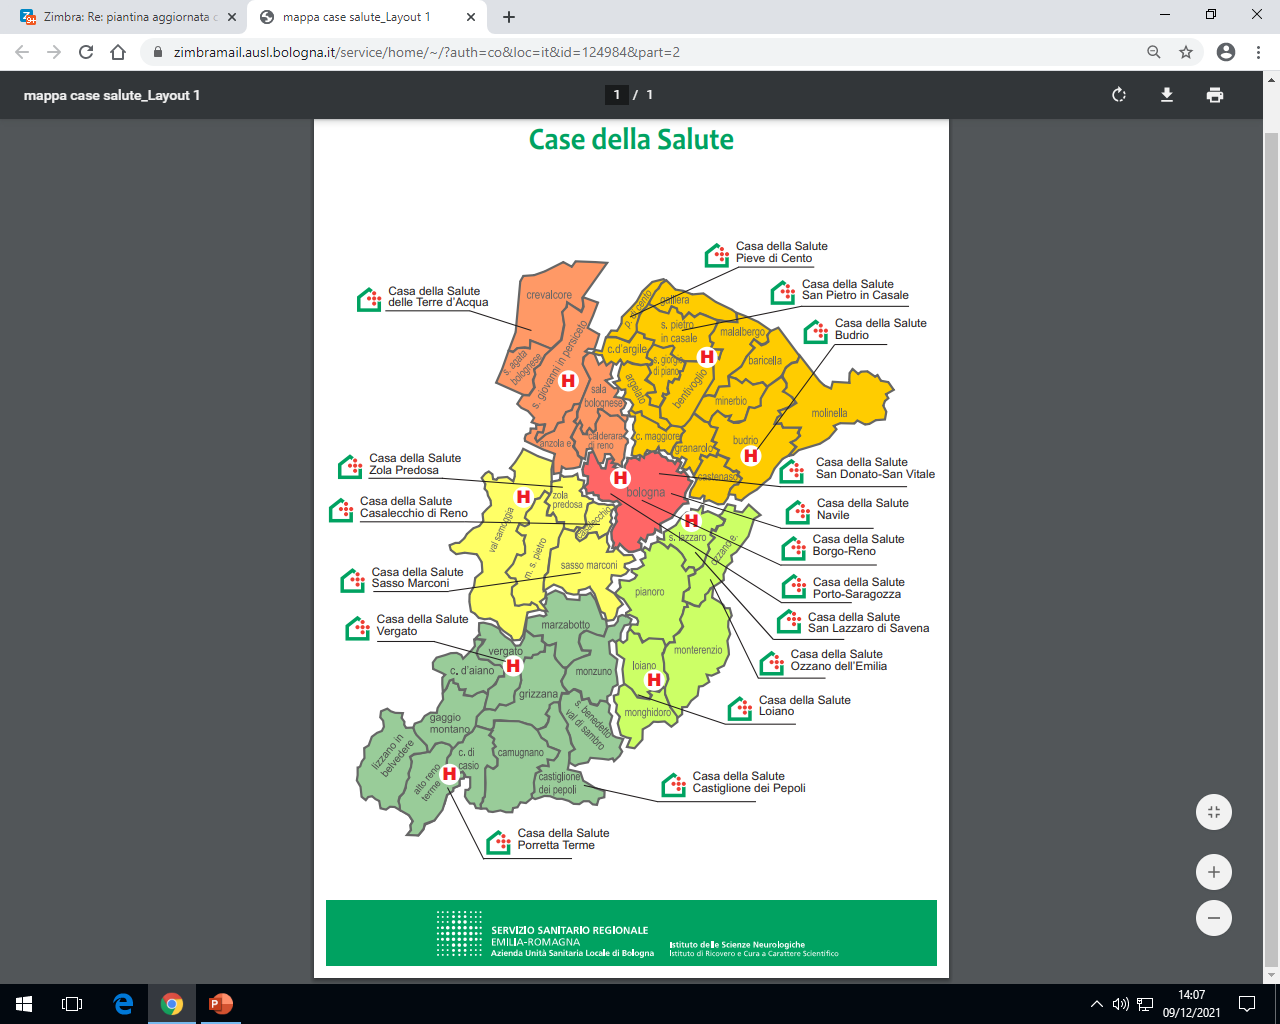 Zimbra: Re: piantina aggiornata
mappa case salute_Layout 1
zimbramail.ausl.bologna.it/service/home/~/?auth=co&loc=it&id=124984&part=2
mappa case salute_Layout 1
1 / 1
Case della Salute
Casa della Salute
Pieve di Cento
Casa della Salute
delle Terre d'Acqua
Casa della Salute
San Pietro in Casale
Casa della Salute
Budrio
crevalcore
galliera
p. di cento
s. pietro
in casale
malalbergo
c.d'argile
s. giorgio
di piano
baricella
s. agata
bolognese
s. giovanni in persiceto
H
H
sala
bolognese
argelato
bentivoglio
minerbio
molinella
anzola e.
calderara
di reno
c. maggiore
granarolo
budrio
H
castenaso
Casa della Salute
Zola Predosa
Casa della Salute
San Donato-San Vitale
Casa della Salute
Casalecchio di Reno
Casa della Salute
Navile
H
bologna
H
zola
predosa
casalecchio
val samoggia
m. s. pietro
sasso marconi
H
s. lazzaro
ozzano e.
Casa della Salute
Borgo-Reno
Casa della Salute
Sasso Marconi
Casa della Salute
Porto-Saragozza
pianoro
Casa della Salute
Vergato
Casa della Salute
San Lazzaro di Savena
marzabotto
vergato
H
c. d'aiano
monzuno
loiano
H
monterenzio
Casa della Salute
Ozzano dell'Emilia
grizzana
s. benedetto
val di sambro
monghidoro
Casa della Salute
Loiano
gaggio
montano
lizzano in
belvedere
c. di
casio
camugnano
alto reno
terme
H
castiglione
dei pepoli
Casa della Salute
Castiglione dei Pepoli
Casa della Salute
Porretta Terme
SERVIZIO SANITARIO REGIONALE
EMILIA-ROMAGNA
Azienda Unità Sanitaria Locale di Bologna
Istituto delle Scienze Neurologiche
Istituto di Ricovero e Cura a Carattere Scientifico
14:07
09/12/2021